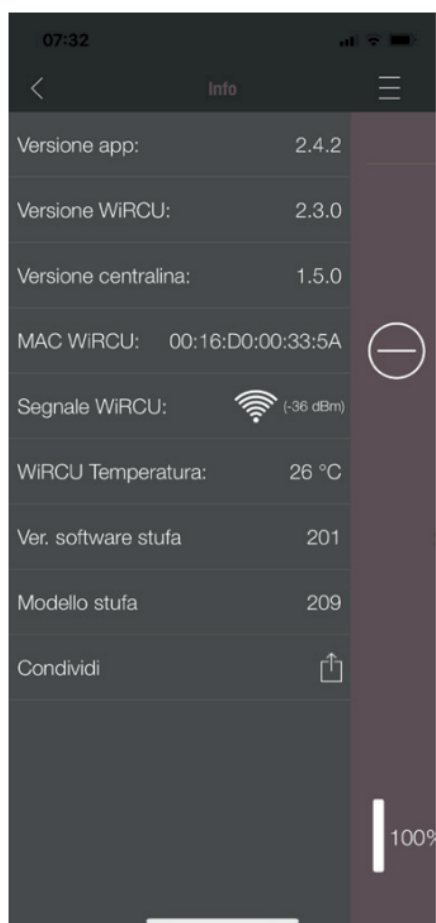 07:32
Info
Versione app: 2.4.2
Versione WiRCU: 2.3.0
Versione centralina: 1.5.0
MAC WiRCU: 00:16:D0:00:33:5A
Segnale WiRCU: (-36 dBm)
WiRCU Temperatura: 26 °C
Ver. software stufa 201
Modello stufa 209
Condividi
100%